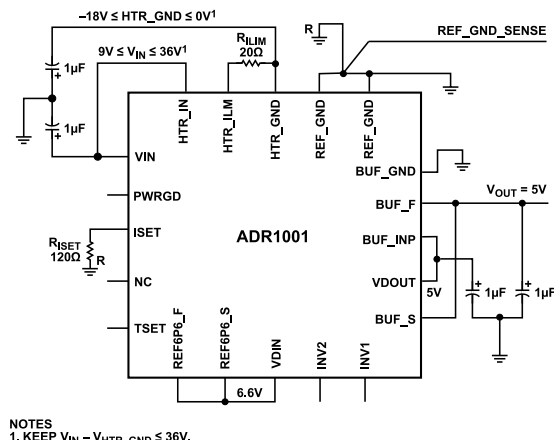 –18V ≤ HTR_GND ≤ 0V¹
9V ≤ VIN ≤ 36V¹
RILIM
20Ω
R
REF_GND_SENSE
1µF
+
+
1µF
HTR_IN
HTR_ILM
HTR_GND
REF_GND
REF_GND
VIN
PWRGD
ISET
NC
TSET
RISET
120Ω
R
ADR1001
BUF_GND
BUF_F
BUF_INP
VDOUT
BUF_S
VOUT = 5V
5V
+
1µF
+
1µF
REF6P6_F
REF6P6_S
VDIN
INV2
INV1
6.6V
NOTES
1. KEEP VIN – VHTR_GND ≤ 36V.